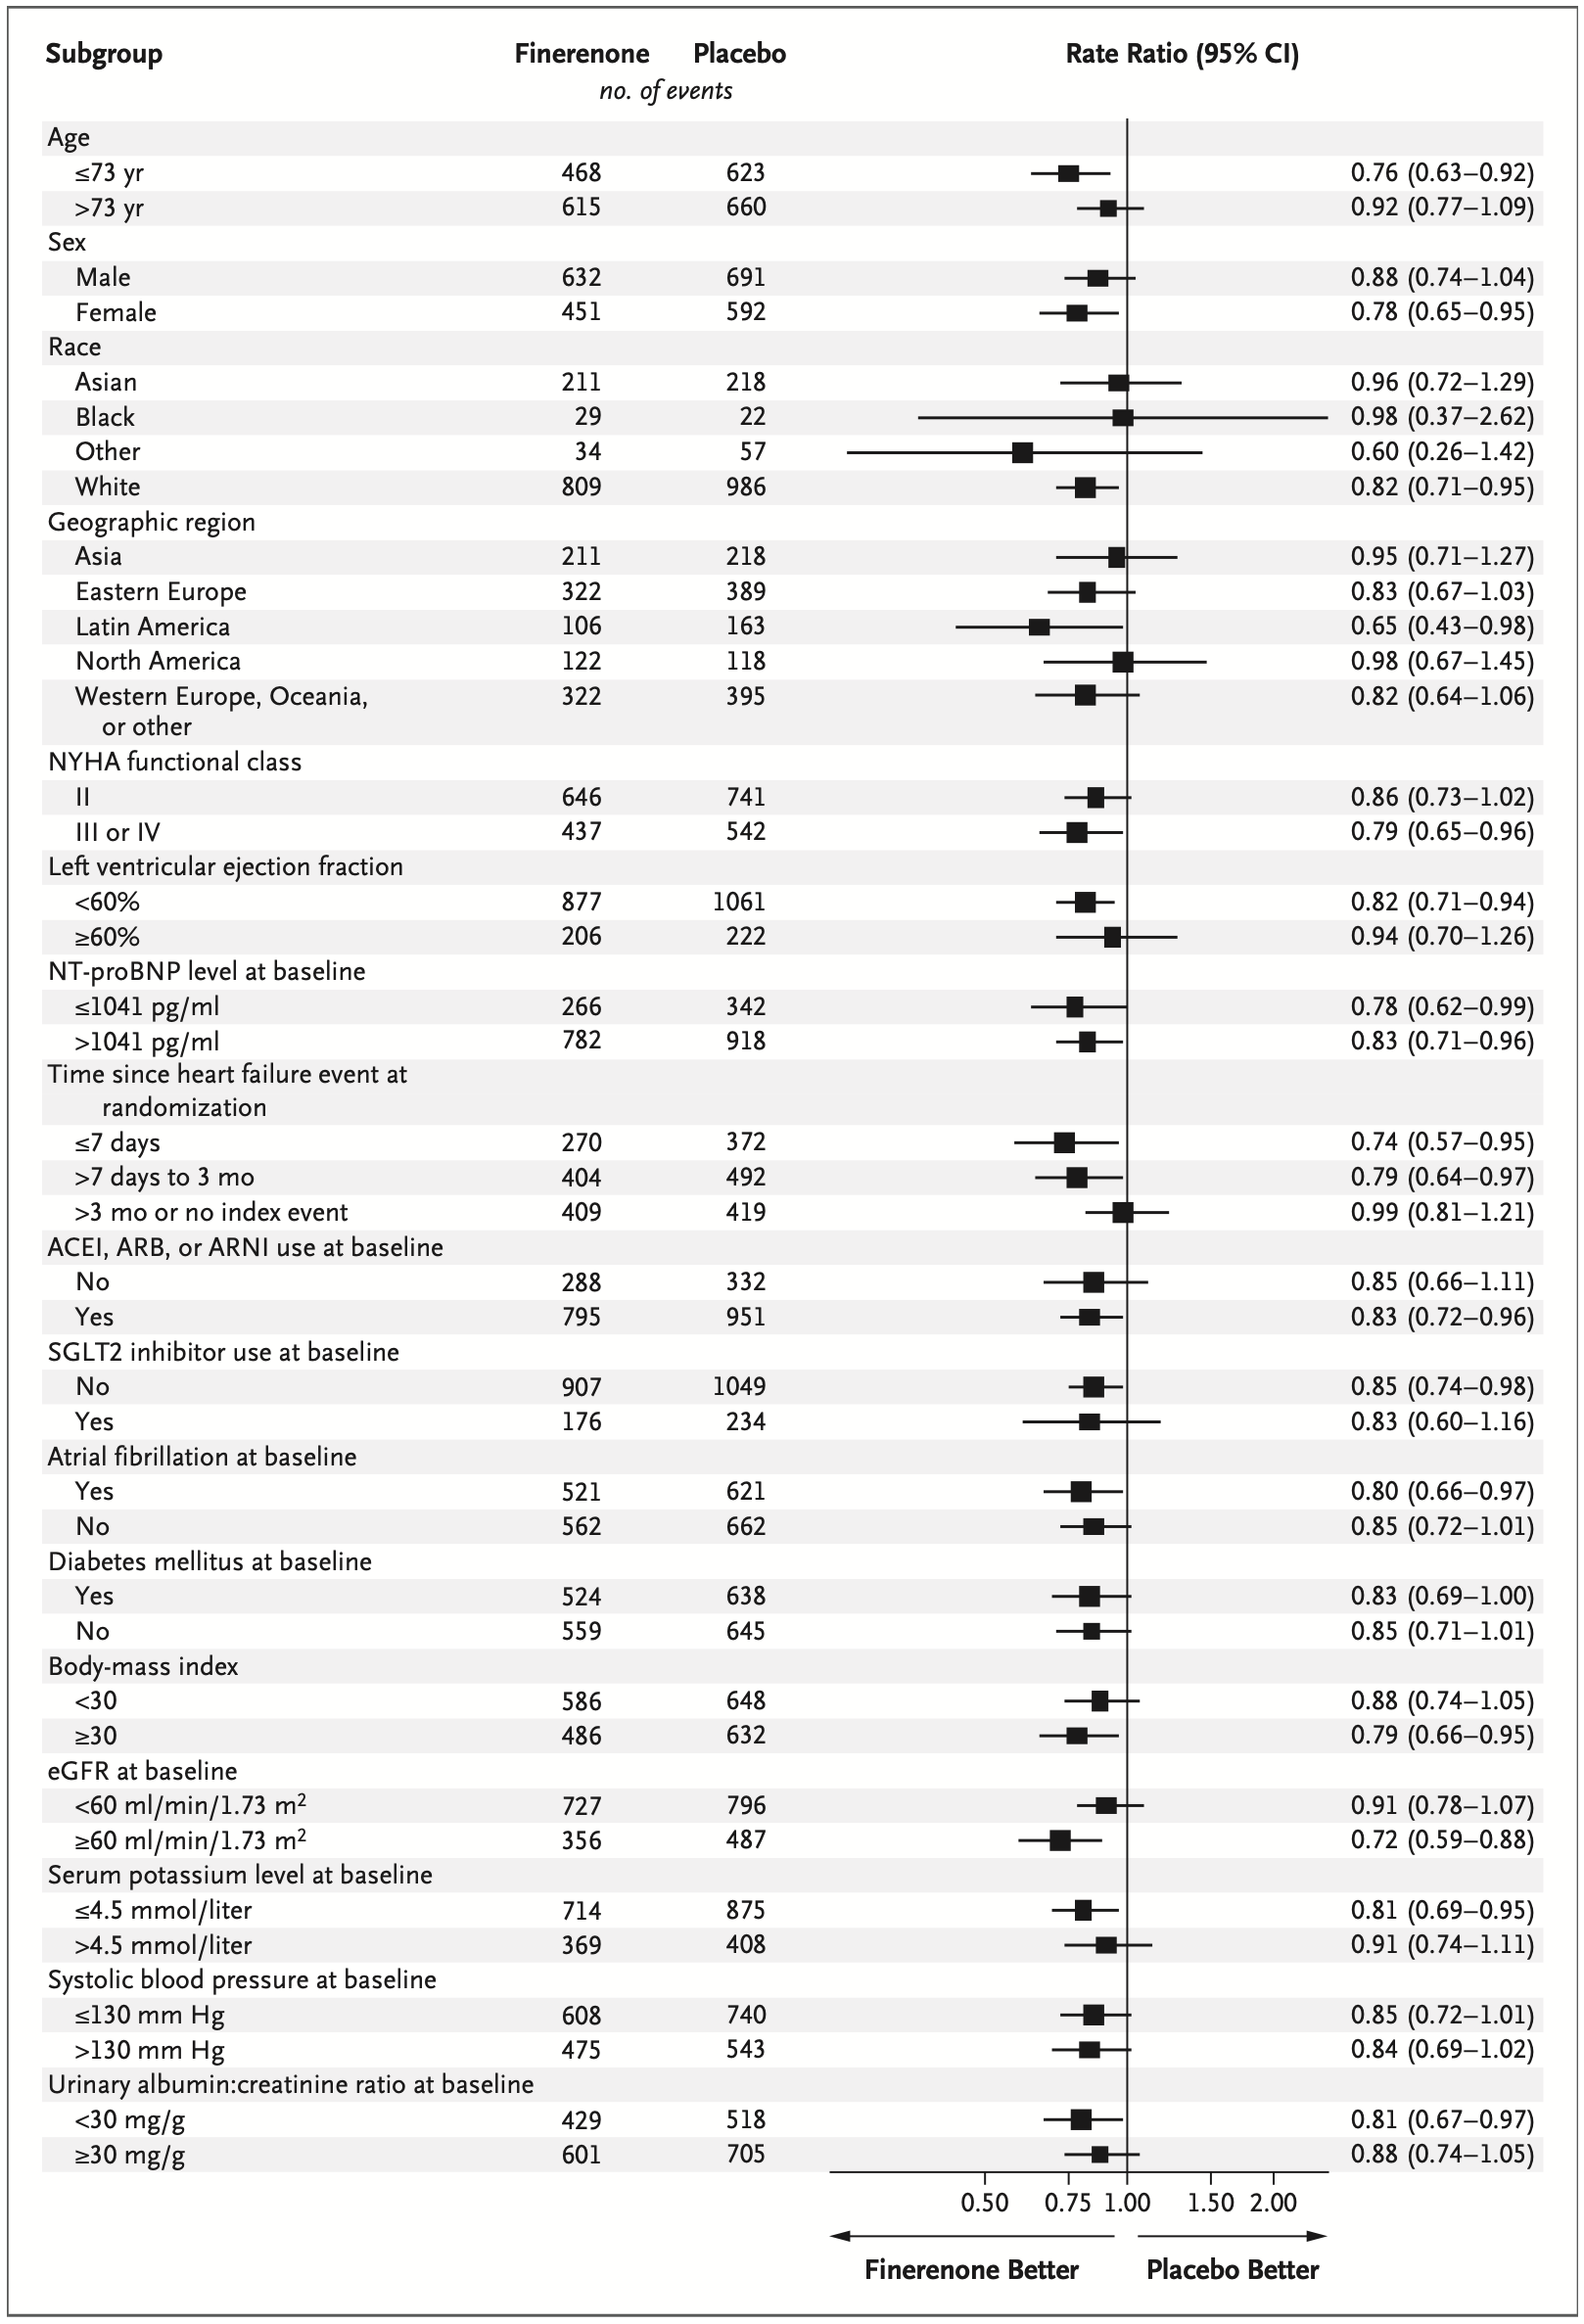 Subgroup Finerenone Placebo Rate Ratio (95% CI)
no. of events
Age
≤73 yr 468 623 0.76 (0.63–0.92)
>73 yr 615 660 0.92 (0.77–1.09)
Sex
Male 632 691 0.88 (0.74–1.04)
Female 451 592 0.78 (0.65–0.95)
Race
Asian 211 218 0.96 (0.72–1.29)
Black 29 22 0.98 (0.37–2.62)
Other 34 57 0.60 (0.26–1.42)
White 809 986 0.82 (0.71–0.95)
Geographic region
Asia 211 218 0.95 (0.71–1.27)
Eastern Europe 322 389 0.83 (0.67–1.03)
Latin America 106 163 0.65 (0.43–0.98)
North America 122 118 0.98 (0.67–1.45)
Western Europe, Oceania, 322 395 0.82 (0.64–1.06)
or other
NYHA functional class
II 646 741 0.86 (0.73–1.02)
III or IV 437 542 0.79 (0.65–0.96)
Left ventricular ejection fraction
<60% 877 1061 0.82 (0.71–0.94)
≥60% 206 222 0.94 (0.70–1.26)
NT-proBNP level at baseline
≤1041 pg/ml 266 342 0.78 (0.62–0.99)
>1041 pg/ml 782 918 0.83 (0.71–0.96)
Time since heart failure event at
randomization
≤7 days 270 372 0.74 (0.57–0.95)
>7 days to 3 mo 404 492 0.79 (0.64–0.97)
>3 mo or no index event 409 419 0.99 (0.81–1.21)
ACEI, ARB, or ARNI use at baseline
No 288 332 0.85 (0.66–1.11)
Yes 795 951 0.83 (0.72–0.96)
SGLT2 inhibitor use at baseline
No 907 1049 0.85 (0.74–0.98)
Yes 176 234 0.83 (0.60–1.16)
Atrial fibrillation at baseline
Yes 521 621 0.80 (0.66–0.97)
No 562 662 0.85 (0.72–1.01)
Diabetes mellitus at baseline
Yes 524 638 0.83 (0.69–1.00)
No 559 645 0.85 (0.71–1.01)
Body-mass index
<30 586 648 0.88 (0.74–1.05)
≥30 486 632 0.79 (0.66–0.95)
eGFR at baseline
<60 ml/min/1.73 m² 727 796 0.91 (0.78–1.07)
≥60 ml/min/1.73 m² 356 487 0.72 (0.59–0.88)
Serum potassium level at baseline
≤4.5 mmol/liter 714 875 0.81 (0.69–0.95)
>4.5 mmol/liter 369 408 0.91 (0.74–1.11)
Systolic blood pressure at baseline
≤130 mm Hg 608 740 0.85 (0.72–1.01)
>130 mm Hg 475 543 0.84 (0.69–1.02)
Urinary albumin:creatinine ratio at baseline
<30 mg/g 429 518 0.81 (0.67–0.97)
≥30 mg/g 601 705 0.88 (0.74–1.05)
0.50 0.75 1.00 1.50 2.00
Finerenone Better Placebo Better